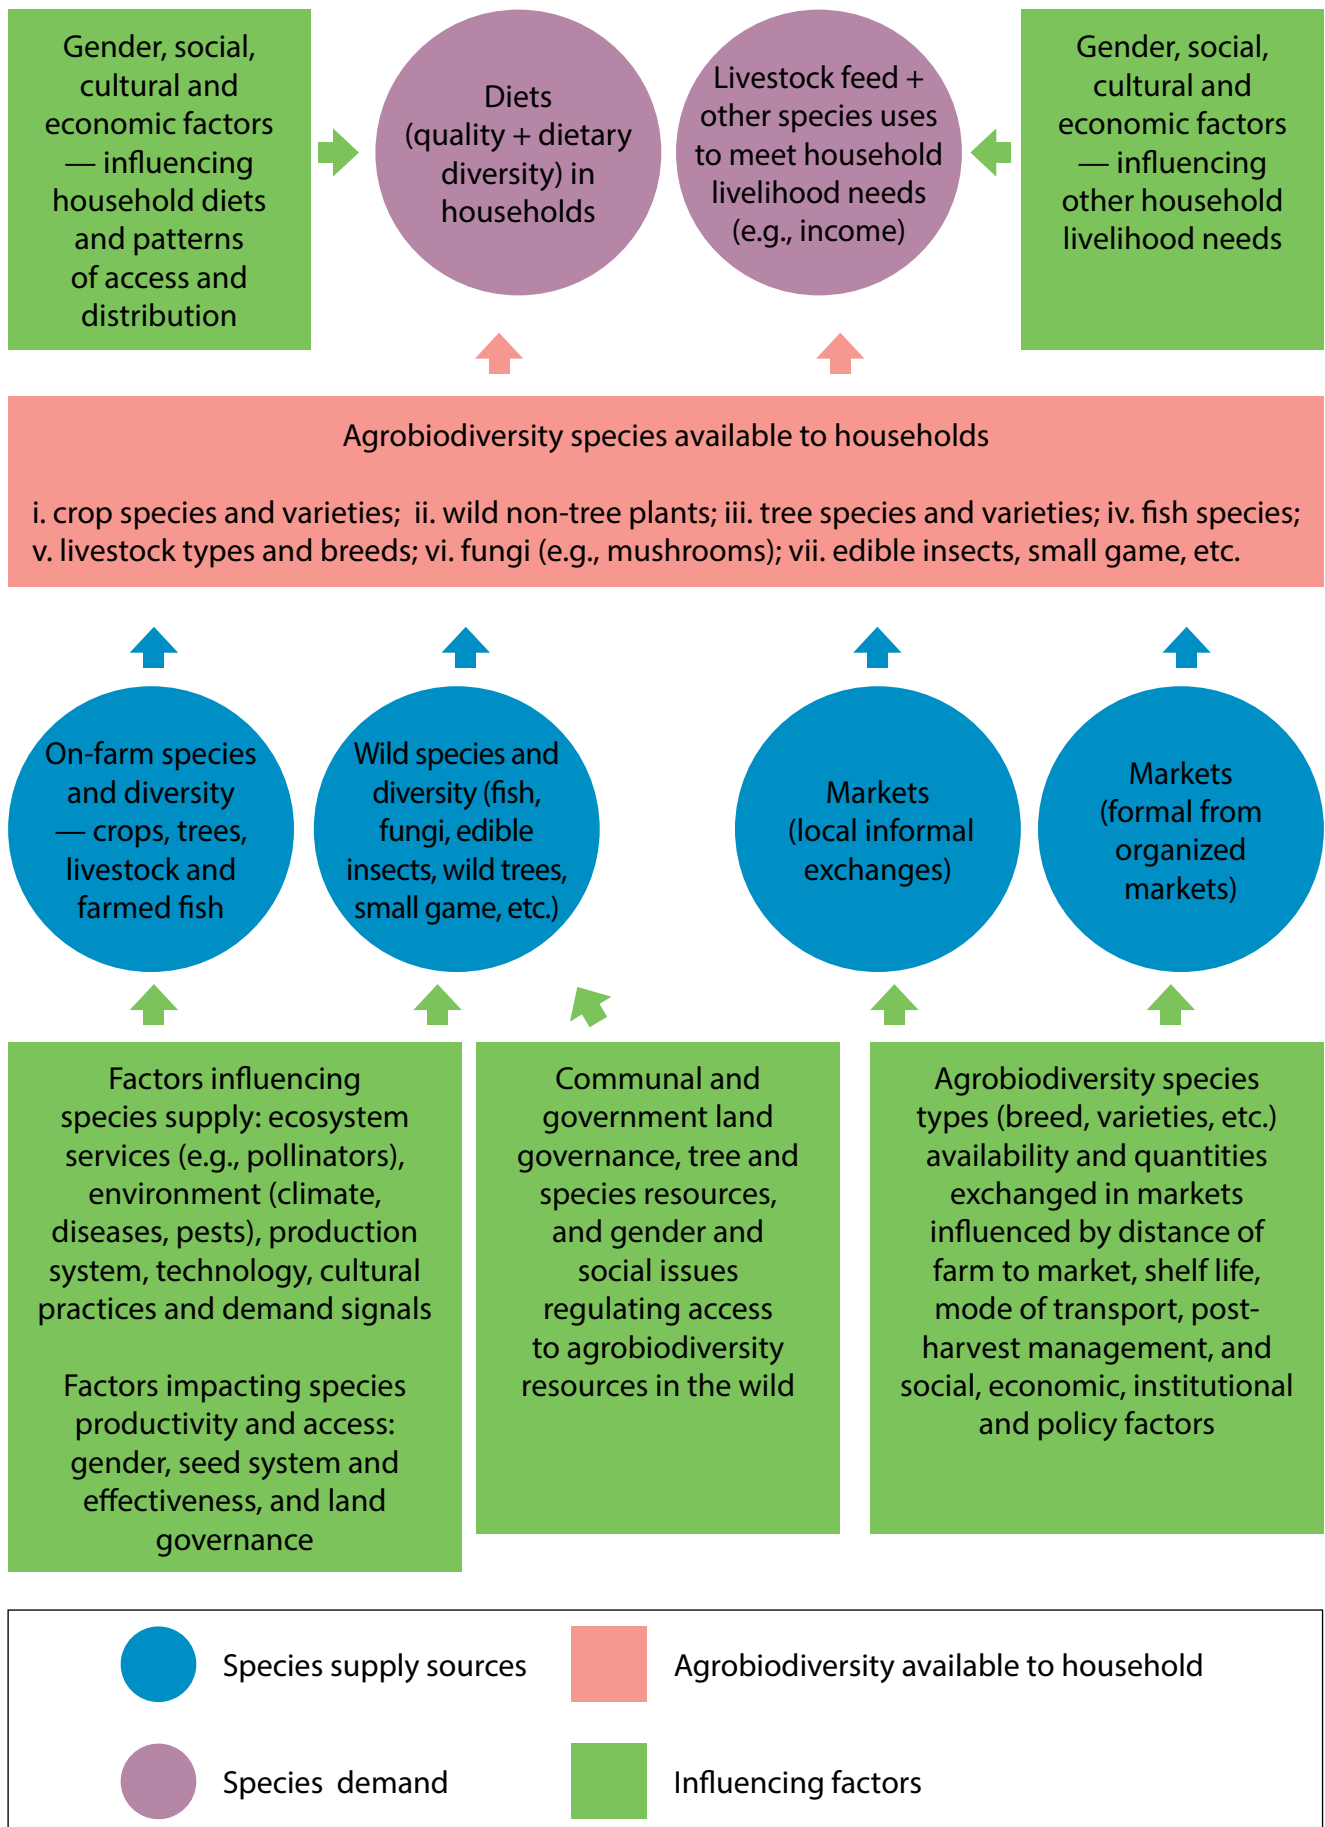 Gender, social,
cultural and
economic factors
— influencing
household diets
and patterns
of access and
distribution
Diets
(quality + dietary
diversity) in
households
Livestock feed +
other species uses
to meet household
livelihood needs
(e.g., income)
Gender, social,
cultural and
economic factors
— influencing
other household
livelihood needs
Agrobiodiversity species available to households
i. crop species and varieties; ii. wild non-tree plants; iii. tree species and varieties; iv. fish species;
v. livestock types and breeds; vi. fungi (e.g., mushrooms); vii. edible insects, small game, etc.
On-farm species
and diversity
— crops, trees,
livestock and
farmed fish
Wild species and
diversity (fish,
fungi, edible
insects, wild trees,
small game, etc.)
Markets
(local informal
exchanges)
Markets
(formal from
organized
markets)
Factors influencing
species supply: ecosystem
services (e.g., pollinators),
environment (climate,
diseases, pests), production
system, technology, cultural
practices and demand signals
Factors impacting species
productivity and access:
gender, seed system and
effectiveness, and land
governance
Communal and
government land
governance, tree and
species resources,
and gender and
social issues
regulating access
to agrobiodiversity
resources in the wild
Agrobiodiversity species
types (breed, varieties, etc.)
availability and quantities
exchanged in markets
influenced by distance of
farm to market, shelf life,
mode of transport, post-
harvest management, and
social, economic, institutional
and policy factors
Species supply sources
Agrobiodiversity available to household
Species demand
Influencing factors